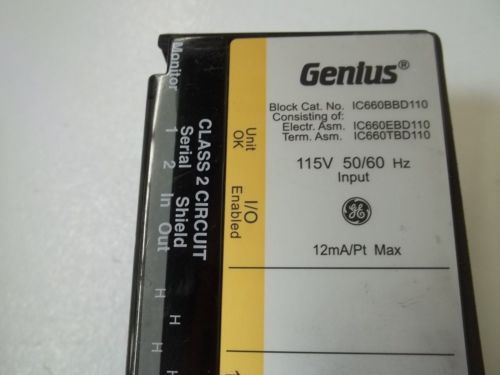 Genius®
Block Cat. No. IC660BBD110
Consisting of:
Electr. Asm. IC660EBD110
Term. Asm. IC660TBD110
115V 50/60 Hz
Input
GE
12mA/Pt Max
Unit
OK
I/O
Enabled
CLASS 2 CIRCUIT
Serial Shield
1 2 In Out
Monitor
H
H
H
H